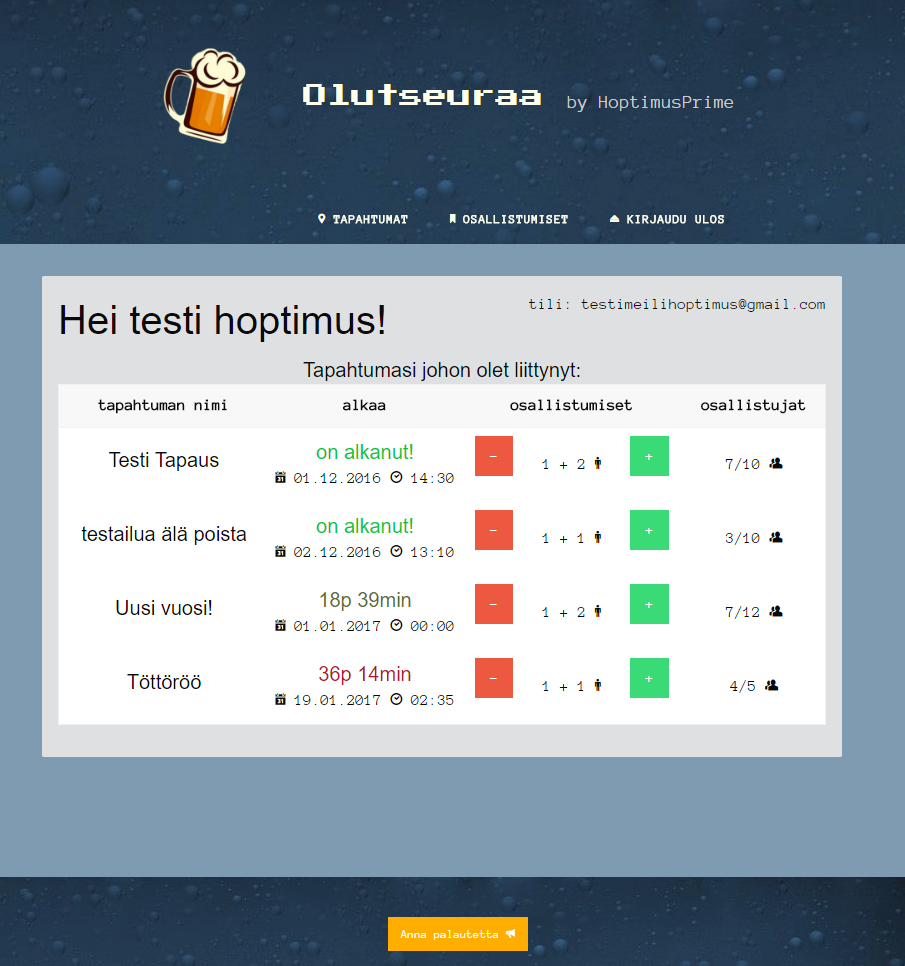 Olutseuraa by HoptimusPrime
TAPAHTUMAT OSALLISTUMISET KIRJAUDU ULOS
Hei testi hoptimus! tili: testimeilihoptimus@gmail.com
Tapahtumasi johon olet liittynyt:
tapahtuman nimi alkaa osallistumiset osallistujat
Testi Tapaus on alkanut! - 1 + 2 + 7/10
01.12.2016 14:30
testailua älä poista on alkanut! - 1 + 1 + 3/10
02.12.2016 13:10
Uusi vuosi! 18p 39min - 1 + 2 + 7/12
01.01.2017 00:00
Töttöröö 36p 14min - 1 + 1 + 4/5
19.01.2017 02:35
Anna palautetta